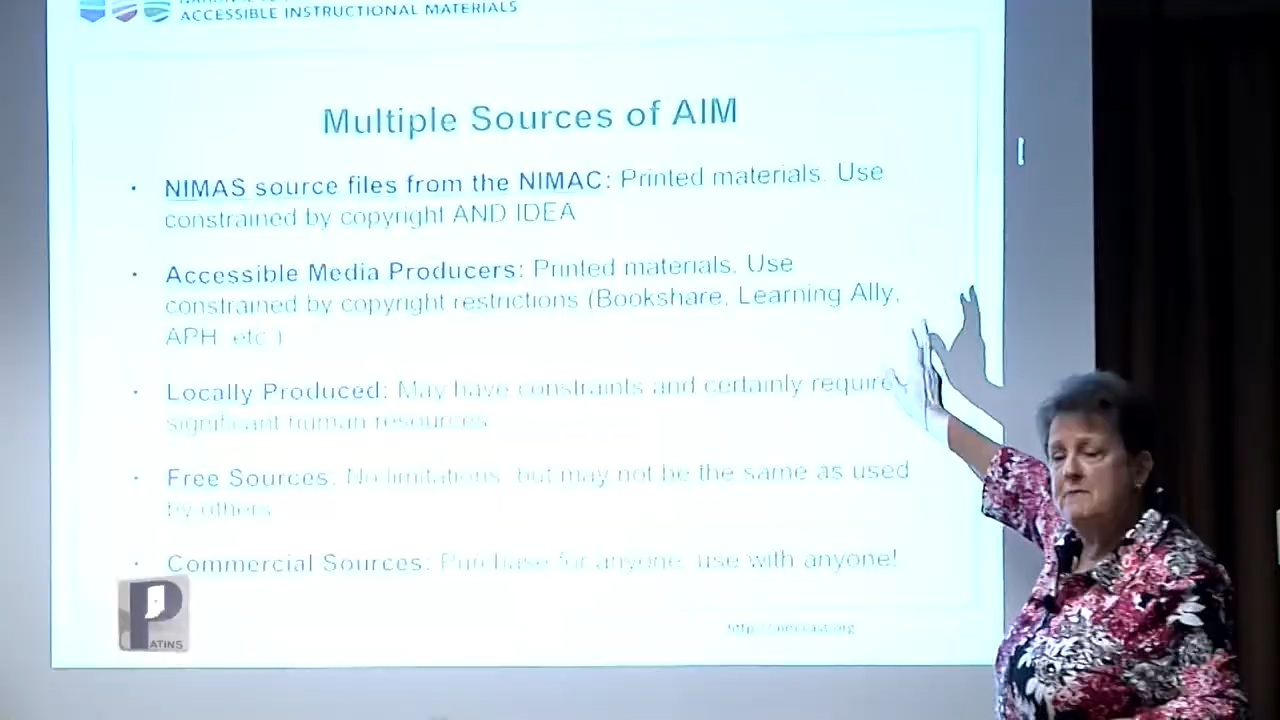 ACCESSIBLE INSTRUCTIONAL MATERIALS
Multiple Sources of AIM
• NIMAS source files from the NIMAC: Printed materials. Use
constrained by copyright AND IDEA
• Accessible Media Producers: Printed materials. Use
constrained by copyright restrictions (Bookshare, Learning Ally,
APH etc.)
• Locally Produced: May have constraints and certainly require
significant human resources
• Free Sources: No limitations, but may not be the same as used
by others
• Commercial Sources: Purchase for anyone, use with anyone!
P
ATINS